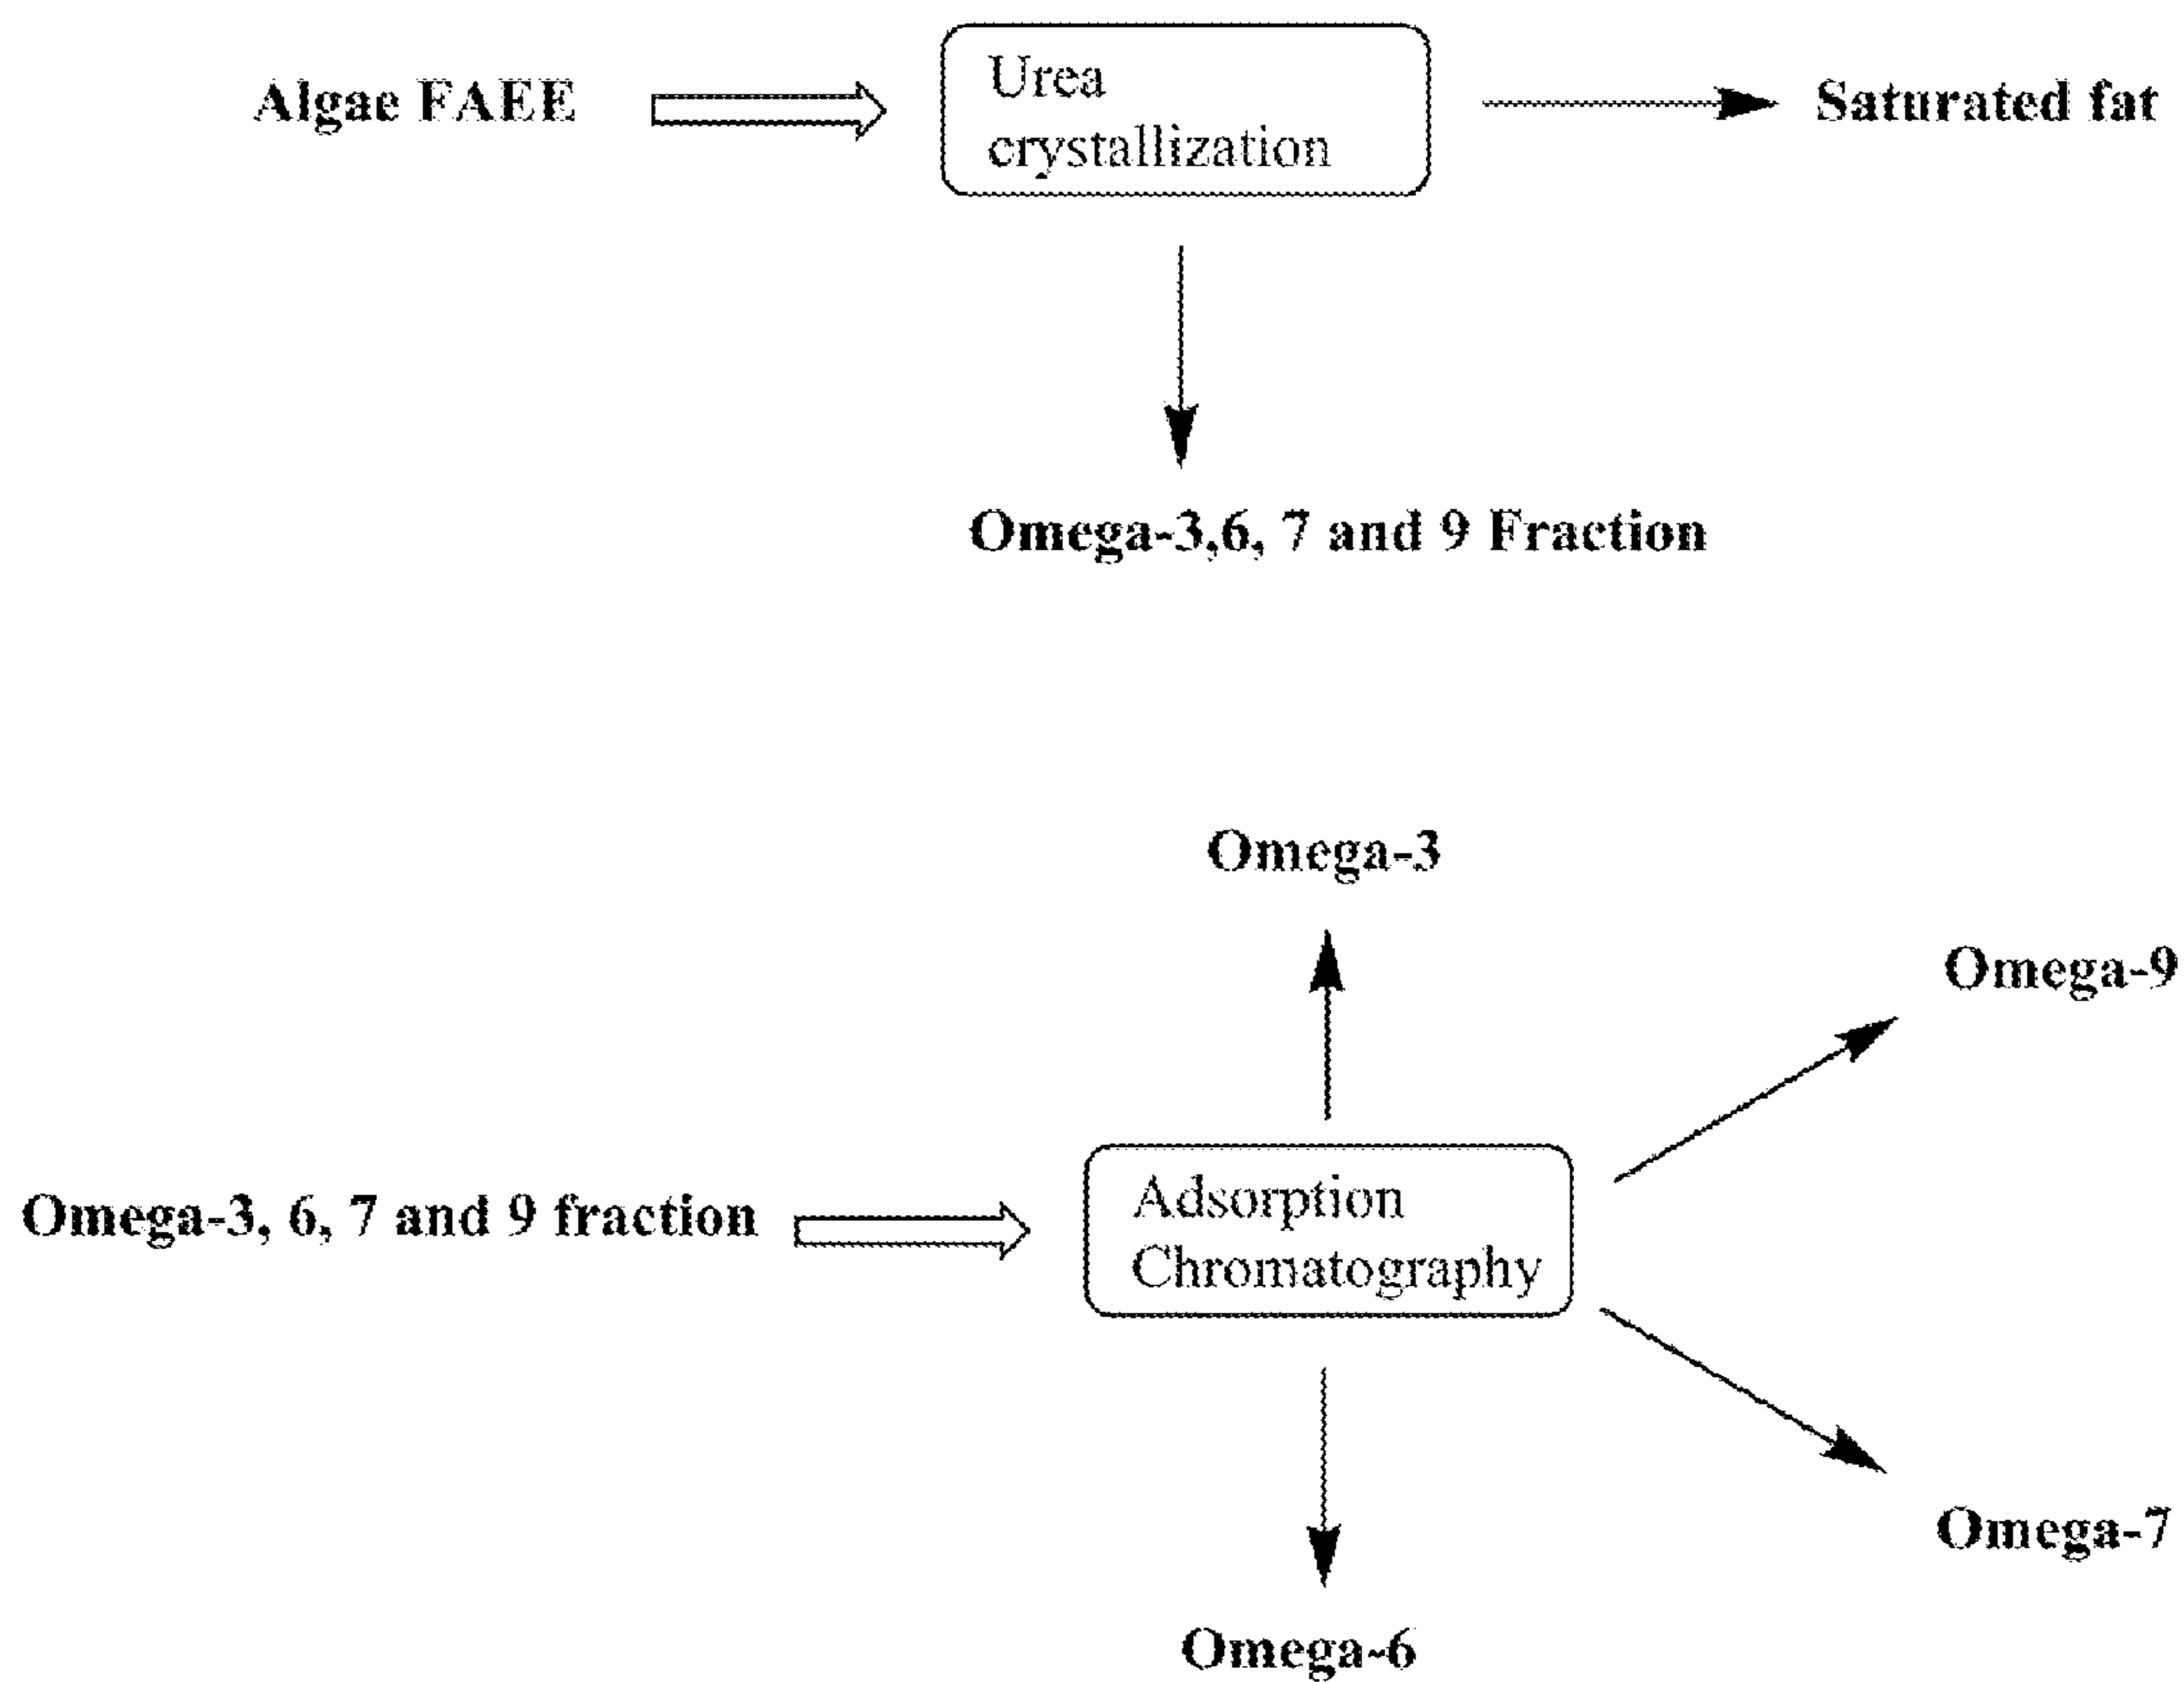 Algae FAEE
Urea
crystallization
Saturated fat
Omega-3,6, 7 and 9 Fraction
Omega-3
Omega-9
Omega-3, 6, 7 and 9 fraction
Adsorption
Chromatography
Omega-7
Omega-6